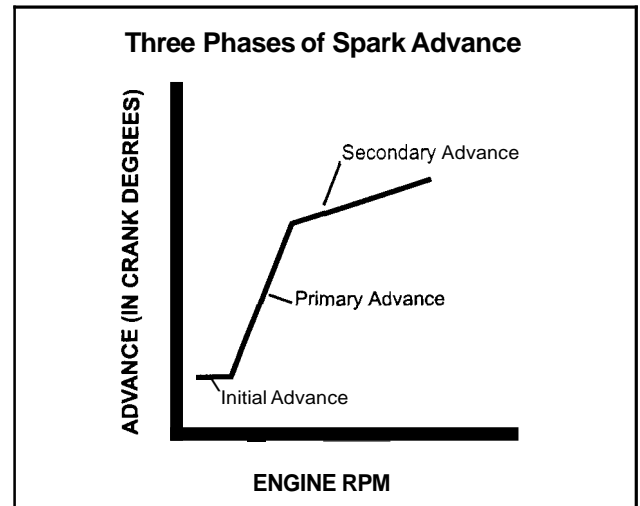 Three Phases of Spark Advance
ADVANCE (IN CRANK DEGREES)
Secondary Advance
Primary Advance
Initial Advance
ENGINE RPM